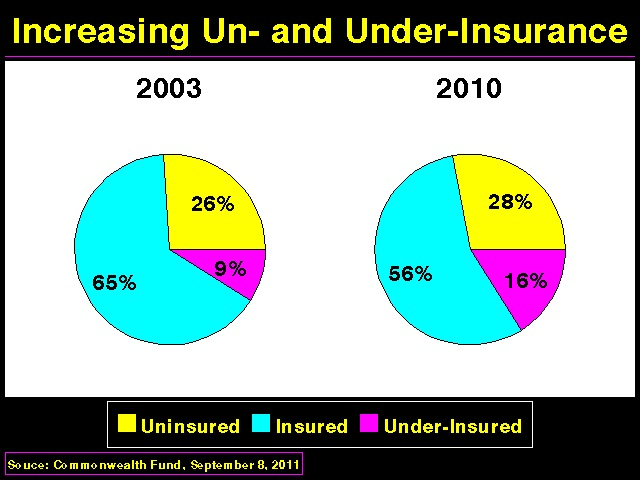 Increasing Un- and Under-Insurance
2003 2010
26%
9%
65%
28%
16%
56%
Uninsured Insured Under-Insured
Souce: Commonwealth Fund, September 8, 2011